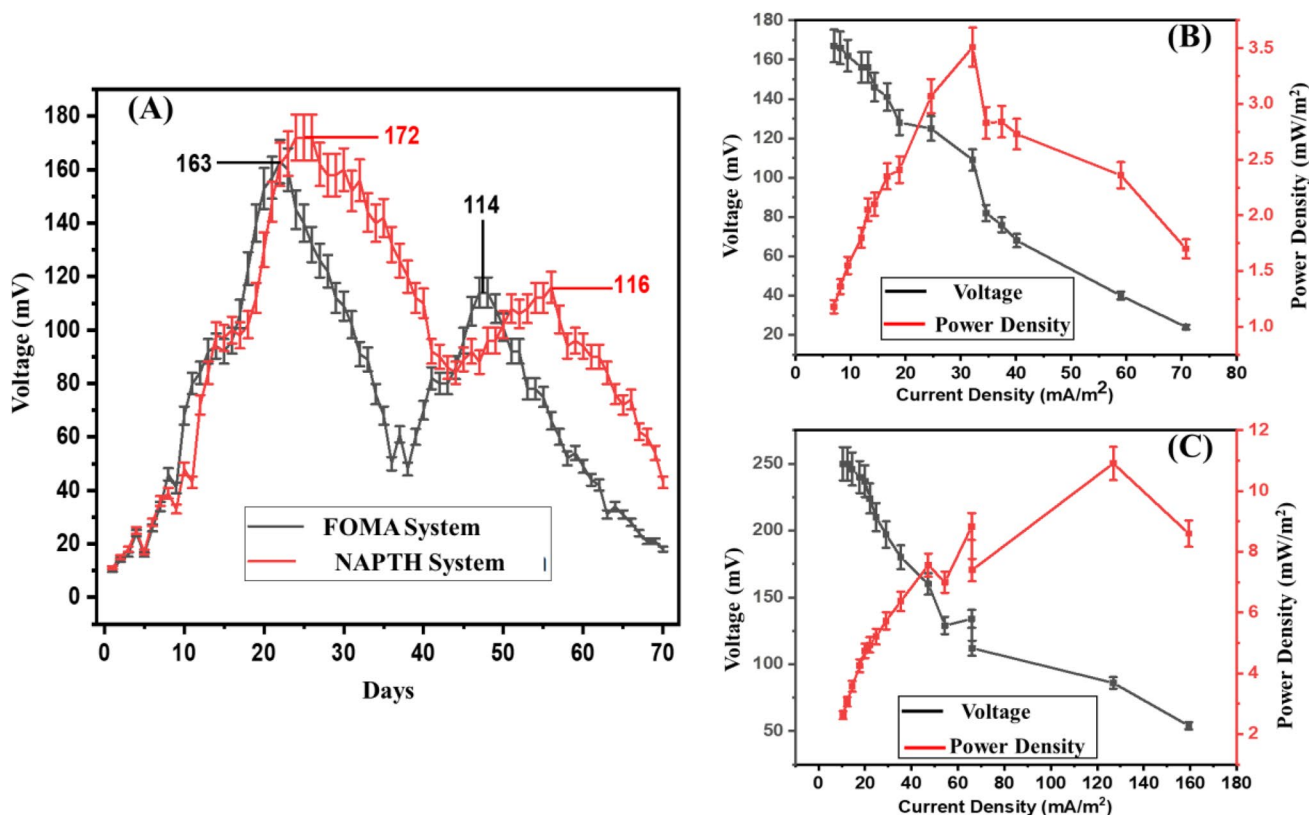 (A)
Voltage (mV)
180
160
140
120
100
80
60
40
20
0
163
172
114
116
FOMA System
NAPTH System
0 10 20 30 40 50 60 70
Days
(B)
Voltage (mV)
180
160
140
120
100
80
60
40
20
Power Density (mW/m²)
3.5
3.0
2.5
2.0
1.5
1.0
Voltage
Power Density
0 10 20 30 40 50 60 70 80
Current Density (mA/m²)
(C)
Voltage (mV)
250
200
150
100
50
Power Density (mW/m²)
12
10
8
6
4
2
Voltage
Power Density
0 20 40 60 80 100 120 140 160 180
Current Density (mA/m²)